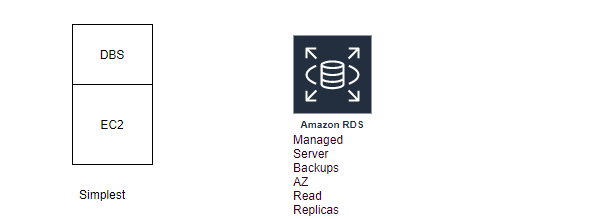 DBS
EC2
Simplest
Amazon RDS
Managed
Server
Backups
AZ
Read
Replicas